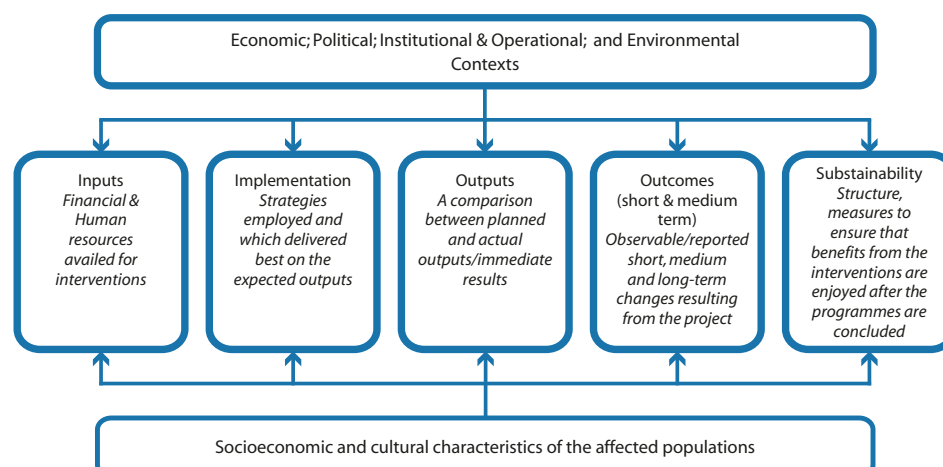 Economic; Political; Institutional & Operational; and Environmental
Contexts
Inputs
Financial &
Human
resources
availed for
interventions
Implementation
Strategies
employed and
which delivered
best on the
expected outputs
Outputs
A comparison
between planned
and actual
outputs/immediate
results
Outcomes
(short & medium
term)
Observable/reported
short, medium
and long-term
changes resulting
from the project
Substainability
Structure,
measures to
ensure that
benefits from the
interventions are
enjoyed after the
programmes are
concluded
Socioeconomic and cultural characteristics of the affected populations